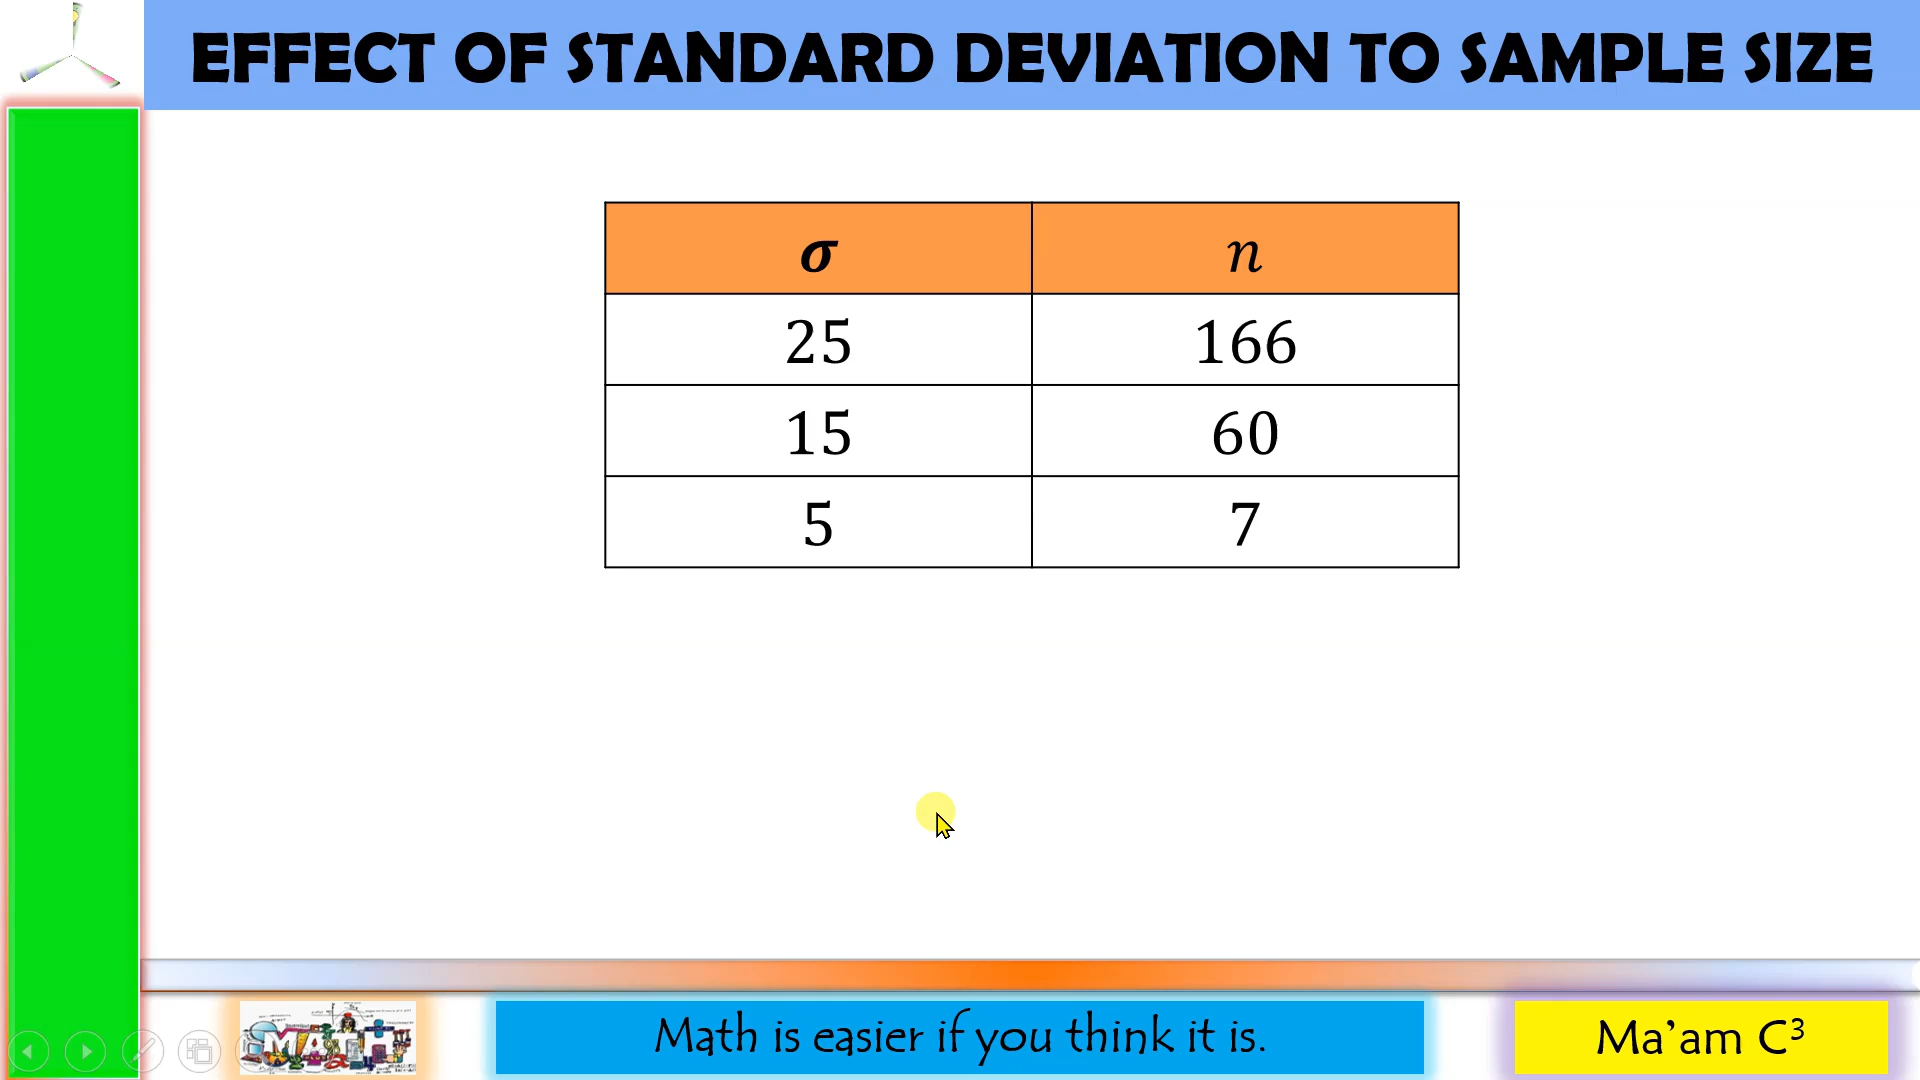 EFFECT OF STANDARD DEVIATION TO SAMPLE SIZE
σ n
25 166
15 60
5 7
MATH
Math is easier if you think it is.
Ma’am C³